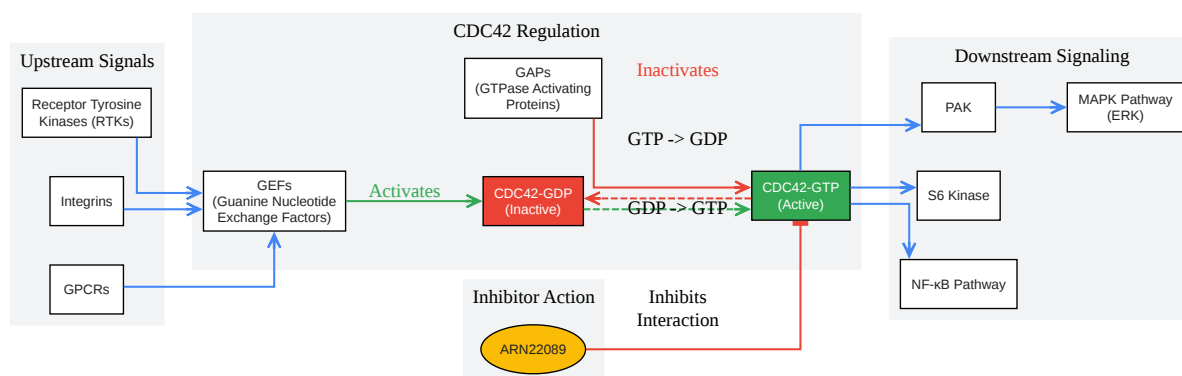 CDC42 Regulation
Upstream Signals
Downstream Signaling
GAPs
(GTPase Activating
Proteins)
Inactivates
Receptor Tyrosine
Kinases (RTKs)
PAK
MAPK Pathway
(ERK)
GTP -> GDP
Integrins
GEFs
(Guanine Nucleotide
Exchange Factors)
Activates
CDC42-GDP
(Inactive)
GDP -> GTP
CDC42-GTP
(Active)
S6 Kinase
GPCRs
NF-κB Pathway
Inhibitor Action
Inhibits
Interaction
ARN22089